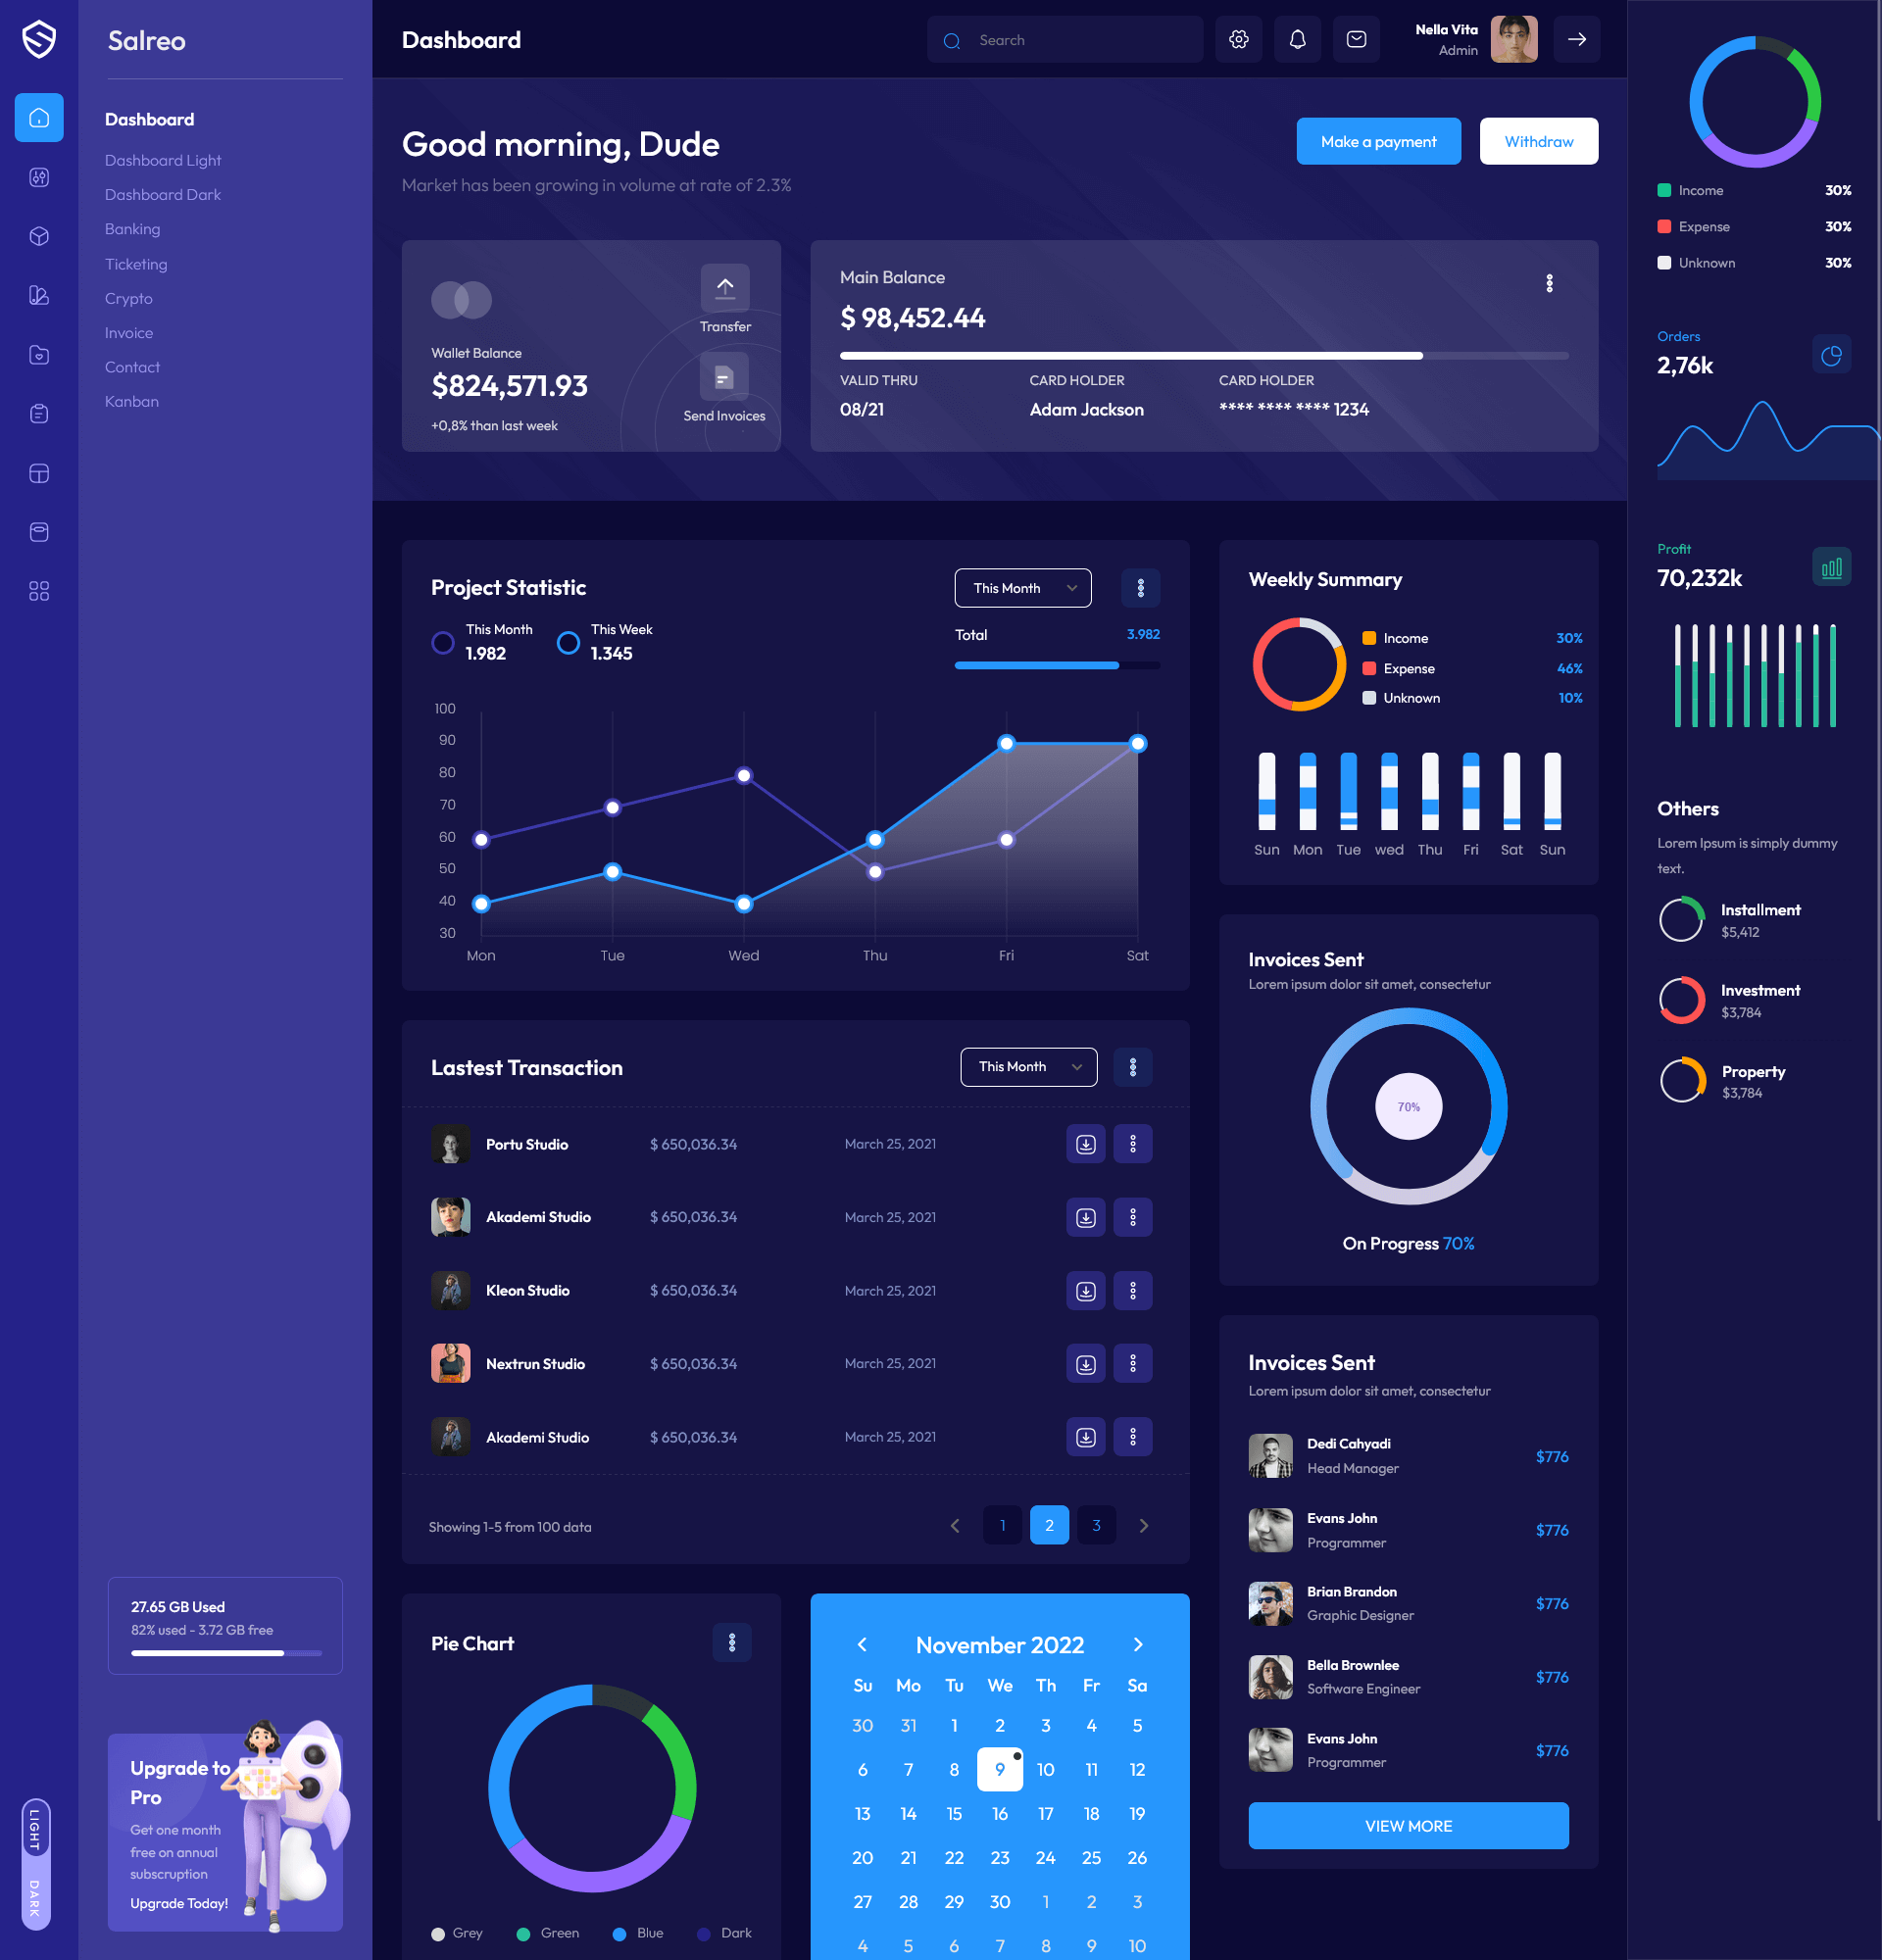 Salreo
Dashboard
Dashboard Light
Dashboard Dark
Banking
Ticketing
Crypto
Invoice
Contact
Kanban
27.65 GB Used
82% used - 3.72 GB free
Upgrade to
Pro
Get one month
free on annual
subscruption
Upgrade Today!
LIGHT
DARK
Dashboard
Search
Nella Vita
Admin
Good morning, Dude
Market has been growing in volume at rate of 2.3%
Make a payment
Withdraw
Wallet Balance
$824,571.93
+0,8% than last week
Transfer
Send Invoices
Main Balance
$ 98,452.44
VALID THRU
08/21
CARD HOLDER
Adam Jackson
CARD HOLDER
**** **** **** 1234
Project Statistic
This Month
1.982
This Week
1.345
This Month
Total
3.982
100
90
80
70
60
50
40
30
Mon Tue Wed Thu Fri Sat
Lastest Transaction
This Month
Portu Studio $ 650,036.34 March 25, 2021
Akademi Studio $ 650,036.34 March 25, 2021
Kleon Studio $ 650,036.34 March 25, 2021
Nextrun Studio $ 650,036.34 March 25, 2021
Akademi Studio $ 650,036.34 March 25, 2021
Showing 1-5 from 100 data
1 2 3
Pie Chart
Grey Green Blue Dark
November 2022
Su Mo Tu We Th Fr Sa
30 31 1 2 3 4 5
6 7 8 9 10 11 12
13 14 15 16 17 18 19
20 21 22 23 24 25 26
27 28 29 30 1 2 3
4 5 6 7 8 9 10
Weekly Summary
Income 30%
Expense 46%
Unknown 10%
Sun Mon Tue wed Thu Fri Sat Sun
Invoices Sent
Lorem ipsum dolor sit amet, consectetur
70%
On Progress 70%
Invoices Sent
Lorem ipsum dolor sit amet, consectetur
Dedi Cahyadi
Head Manager
$776
Evans John
Programmer
$776
Brian Brandon
Graphic Designer
$776
Bella Brownlee
Software Engineer
$776
Evans John
Programmer
$776
VIEW MORE
Income 30%
Expense 30%
Unknown 30%
Orders
2,76k
Profit
70,232k
Others
Lorem Ipsum is simply dummy
text.
Installment
$5,412
Investment
$3,784
Property
$3,784